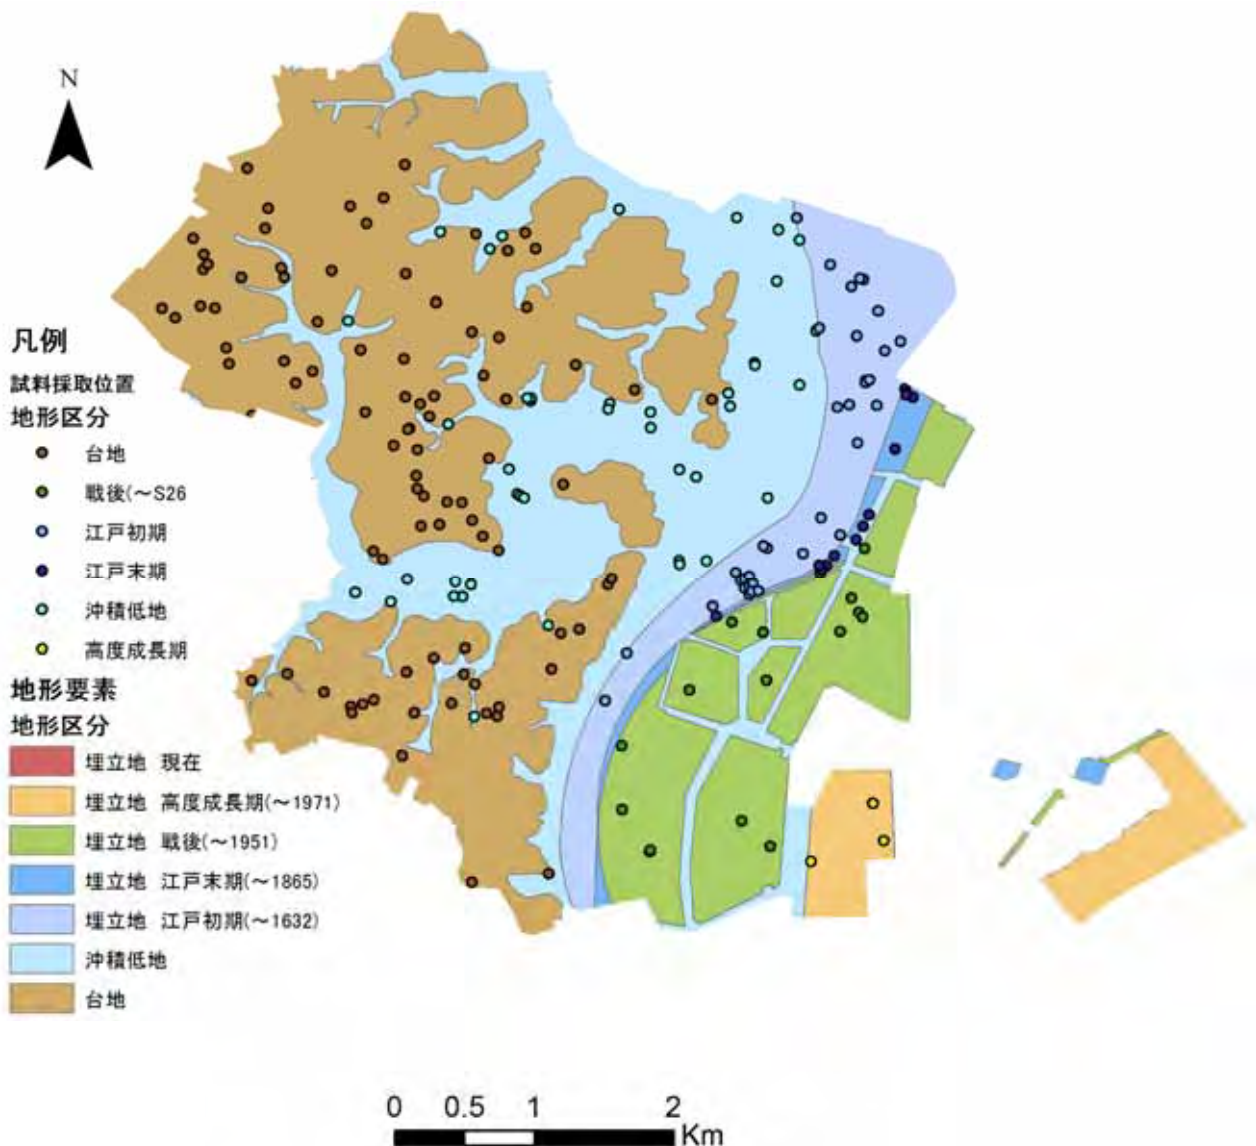 N
凡例
試料採取位置
地形区分
台地
戦後(～S26
江戸初期
江戸末期
沖積低地
高度成長期
地形要素
地形区分
埋立地 現在
埋立地 高度成長期(～1971)
埋立地 戦後(～1951)
埋立地 江戸末期(～1865)
埋立地 江戸初期(～1632)
沖積低地
台地
0 0.5 1 2
Km